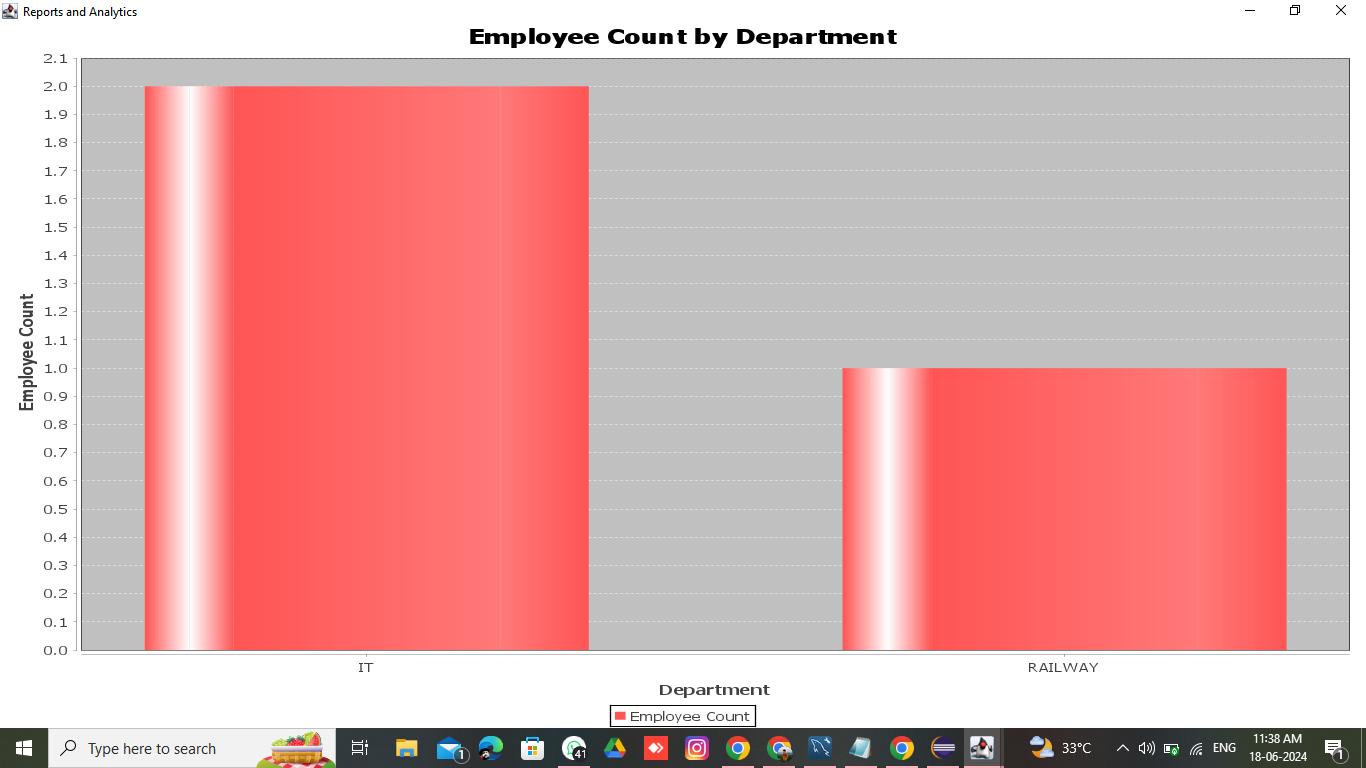 Reports and Analytics
Employee Count by Department
2.1
2.0
1.9
1.8
1.7
1.6
1.5
1.4
1.3
1.2
1.1
1.0
0.9
0.8
0.7
0.6
0.5
0.4
0.3
0.2
0.1
0.0
Employee Count
IT
RAILWAY
Department
Employee Count
Type here to search
1
41
33°C
ENG
11:38 AM
18-06-2024
1